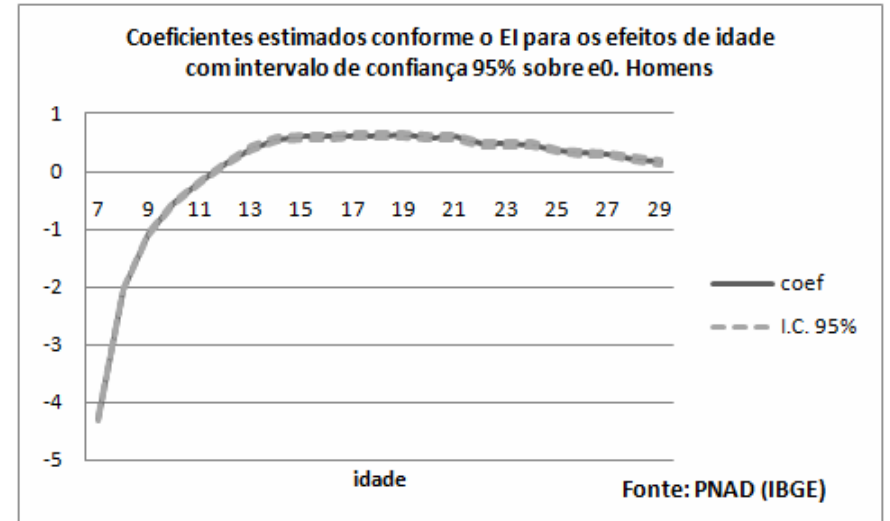 Coeficientes estimados conforme o EI para os efeitos de idade
com intervalo de confiança 95% sobre e0. Homens
1
0
7 9 11 13 15 17 19 21 23 25 27 29
-1
-2
coef
-3
I.C. 95%
-4
-5
idade
Fonte: PNAD (IBGE)